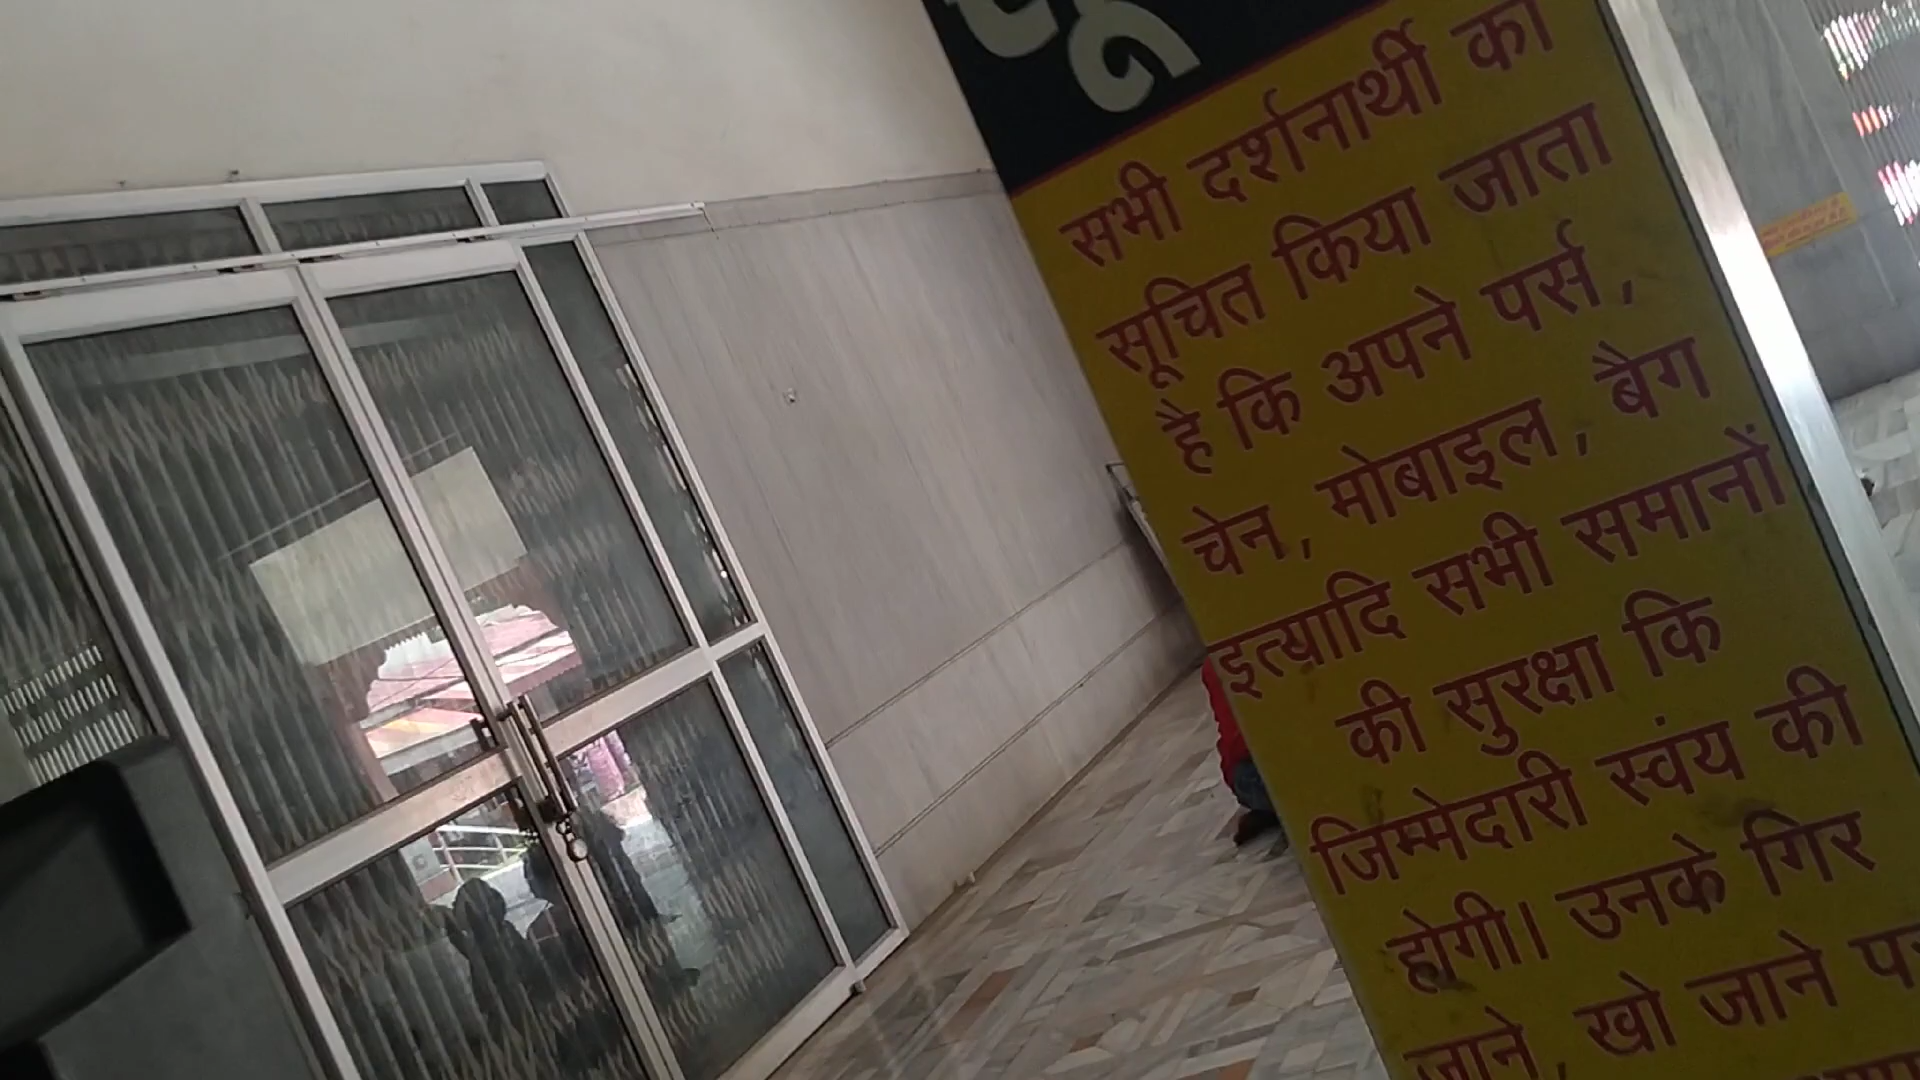 सभी दर्शनार्थी को
सूचित किया जाता
है कि अपने पर्स,
चेन, मोबाइल, बैग
इत्यादि सभी समानों
की सुरक्षा कि
जिम्मेदारी स्वंय की
होगी। उनके गिर
जाने, खो जाने